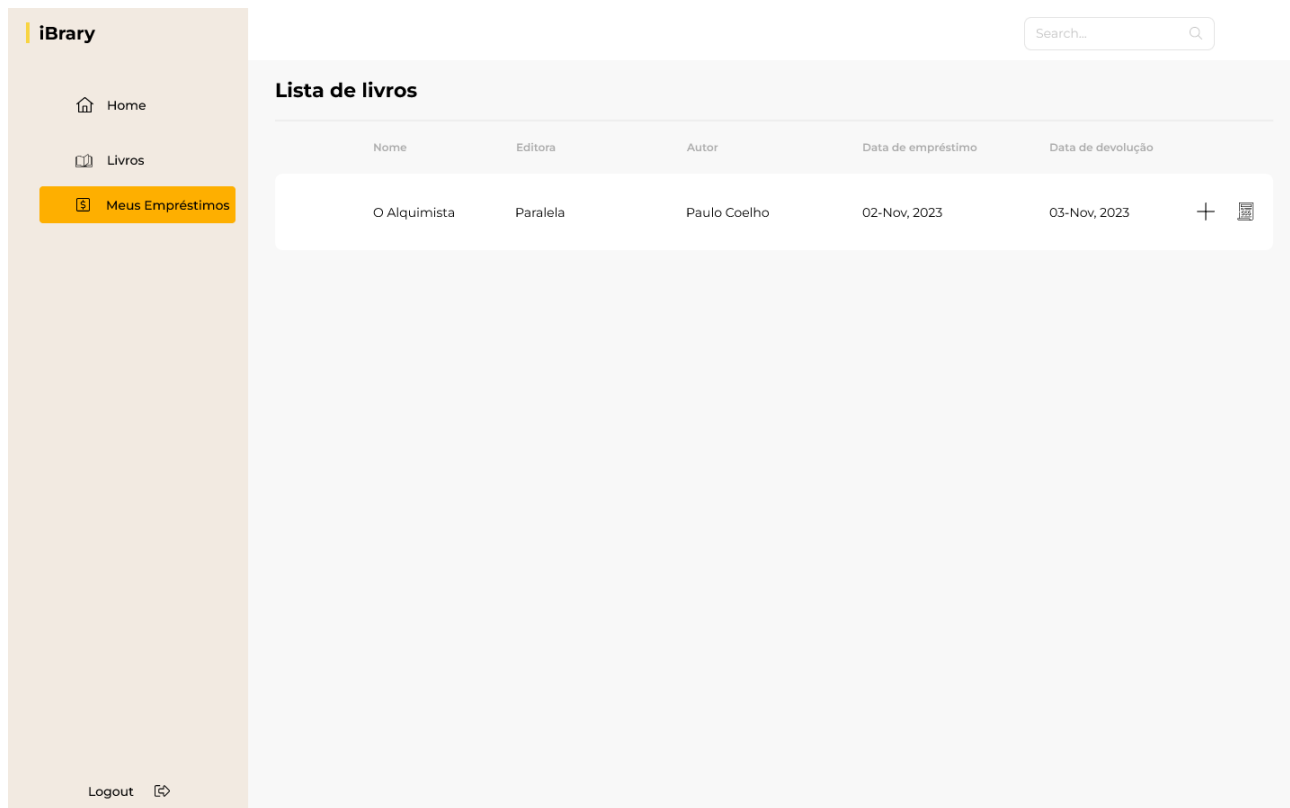 iBrary
Search...
Home
Livros
Meus Empréstimos
Logout
Lista de livros
Nome Editora Autor Data de empréstimo Data de devolução
O Alquimista Paralela Paulo Coelho 02-Nov, 2023 03-Nov, 2023